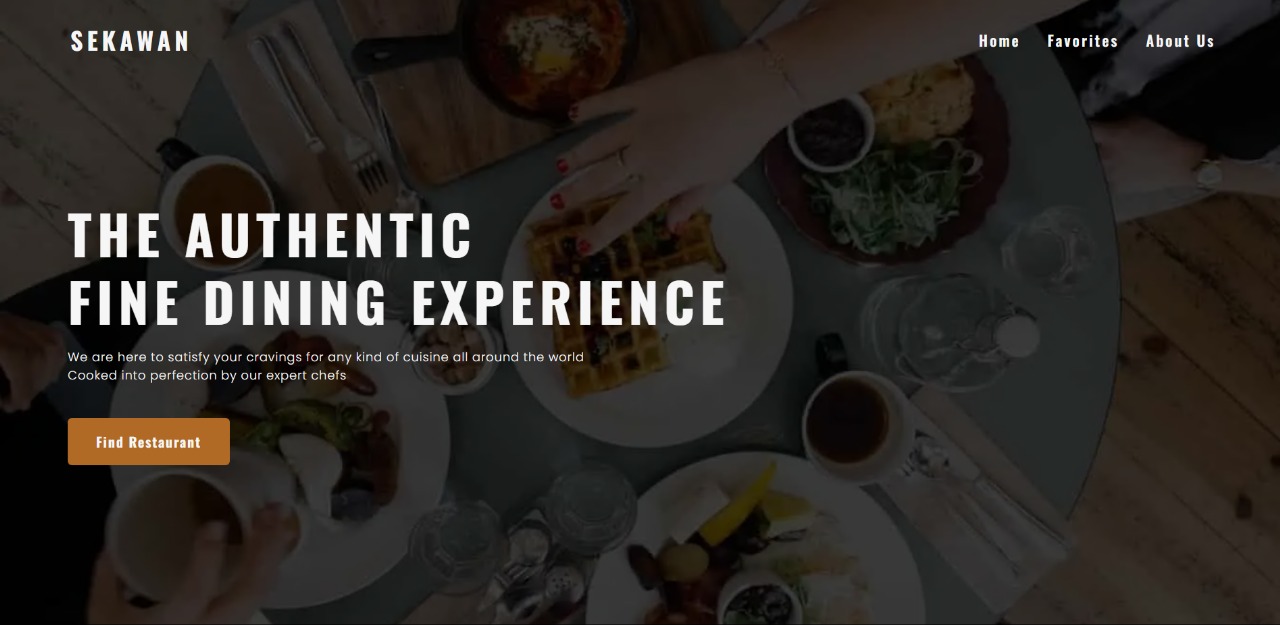 SEKAWAN
Home Favorites About Us
THE AUTHENTIC
FINE DINING EXPERIENCE
We are here to satisfy your cravings for any kind of cuisine all around the world
Cooked into perfection by our expert chefs
Find Restaurant